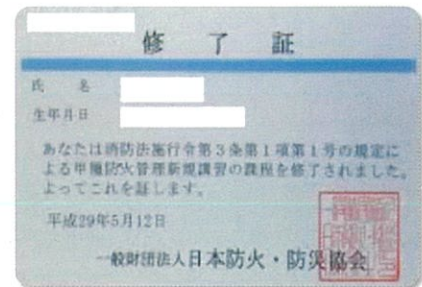 修了証
氏名
生年月日
あなたは消防法施行令第3条第1項第1号の規定に
よる甲種防火管理新規講習の課程を修了されました。
よってこれを証します。
平成29年5月12日
一般財団法人日本防火・防災協会